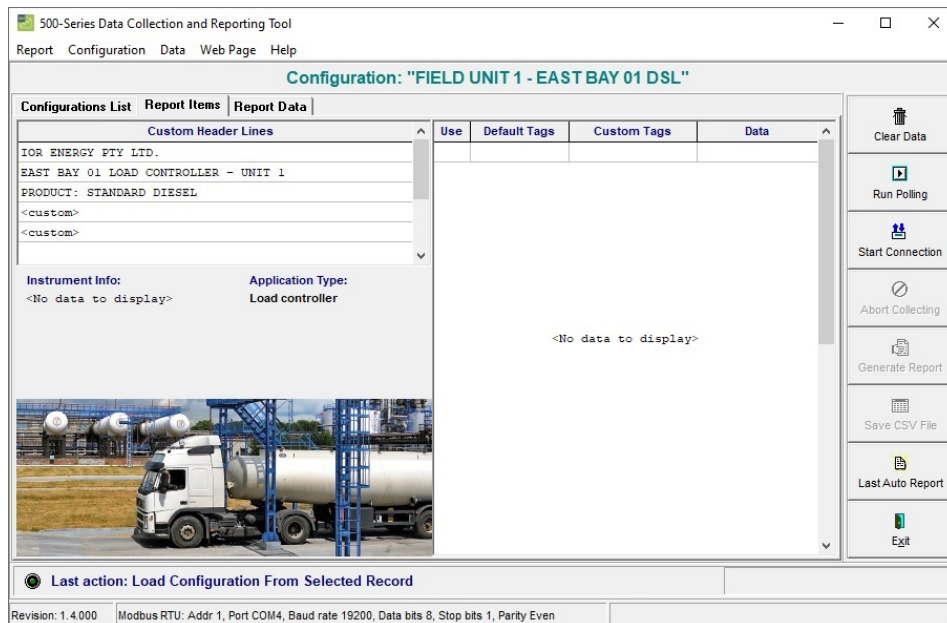 500-Series Data Collection and Reporting Tool
Report Configuration Data Web Page Help
Configuration: "FIELD UNIT 1 - EAST BAY 01 DSL"
Configurations List Report Items Report Data
Custom Header Lines
IOR ENERGY PTY LTD.
EAST BAY 01 LOAD CONTROLLER - UNIT 1
PRODUCT: STANDARD DIESEL
<custom>
<custom>
Instrument Info:
<No data to display>
Application Type:
Load controller
Use Default Tags Custom Tags Data
<No data to display>
Clear Data
Run Polling
Start Connection
Abort Collecting
Generate Report
Save CSV File
Last Auto Report
Exit
Last action: Load Configuration From Selected Record
Revision: 1.4.000 Modbus RTU: Addr 1, Port COM4, Baud rate 19200, Data bits 8, Stop bits 1, Parity Even